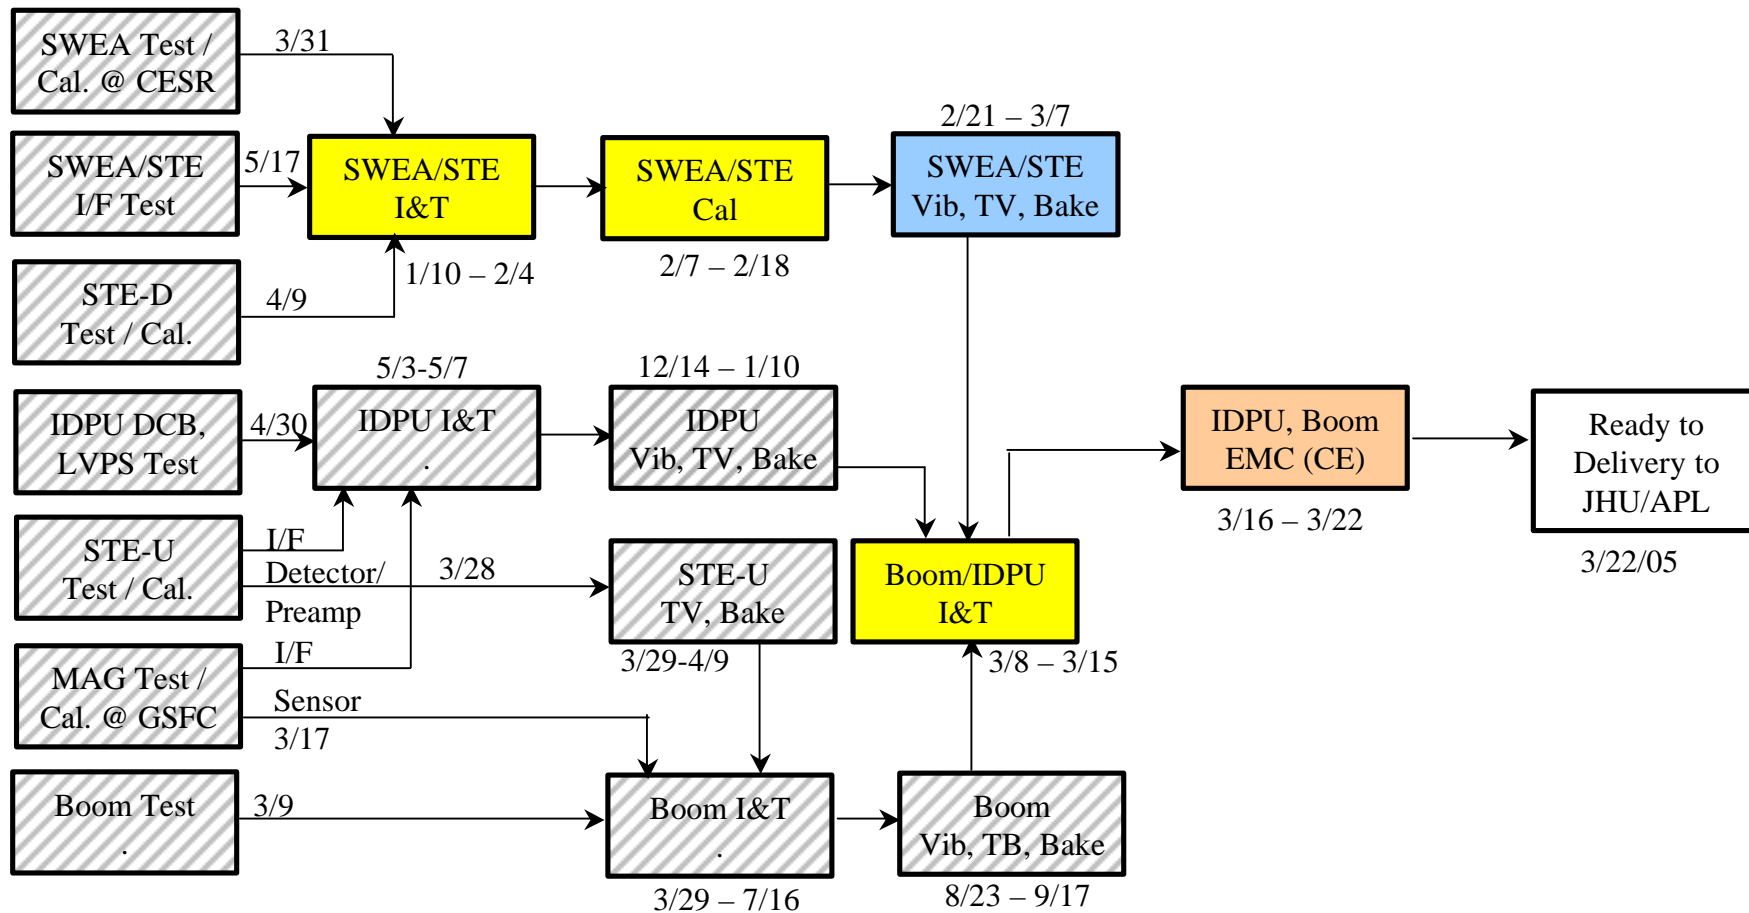 SWEA Test /
Cal. @ CESR
3/31
SWEA/STE
I/F Test
5/17
STE-D
Test / Cal.
4/9
SWEA/STE
I&T
1/10 – 2/4
SWEA/STE
Cal
2/7 – 2/18
2/21 – 3/7
SWEA/STE
Vib, TV, Bake
IDPU DCB,
LVPS Test
4/30
5/3-5/7
IDPU I&T
.
12/14 – 1/10
IDPU
Vib, TV, Bake
STE-U
Test / Cal.
I/F
Detector/
Preamp
3/28
STE-U
TV, Bake
3/29-4/9
Boom/IDPU
I&T
3/8 – 3/15
IDPU, Boom
EMC (CE)
3/16 – 3/22
Ready to
Delivery to
JHU/APL
3/22/05
MAG Test /
Cal. @ GSFC
I/F
Sensor
3/17
Boom Test
.
3/9
Boom I&T
.
3/29 – 7/16
Boom
Vib, TB, Bake
8/23 – 9/17